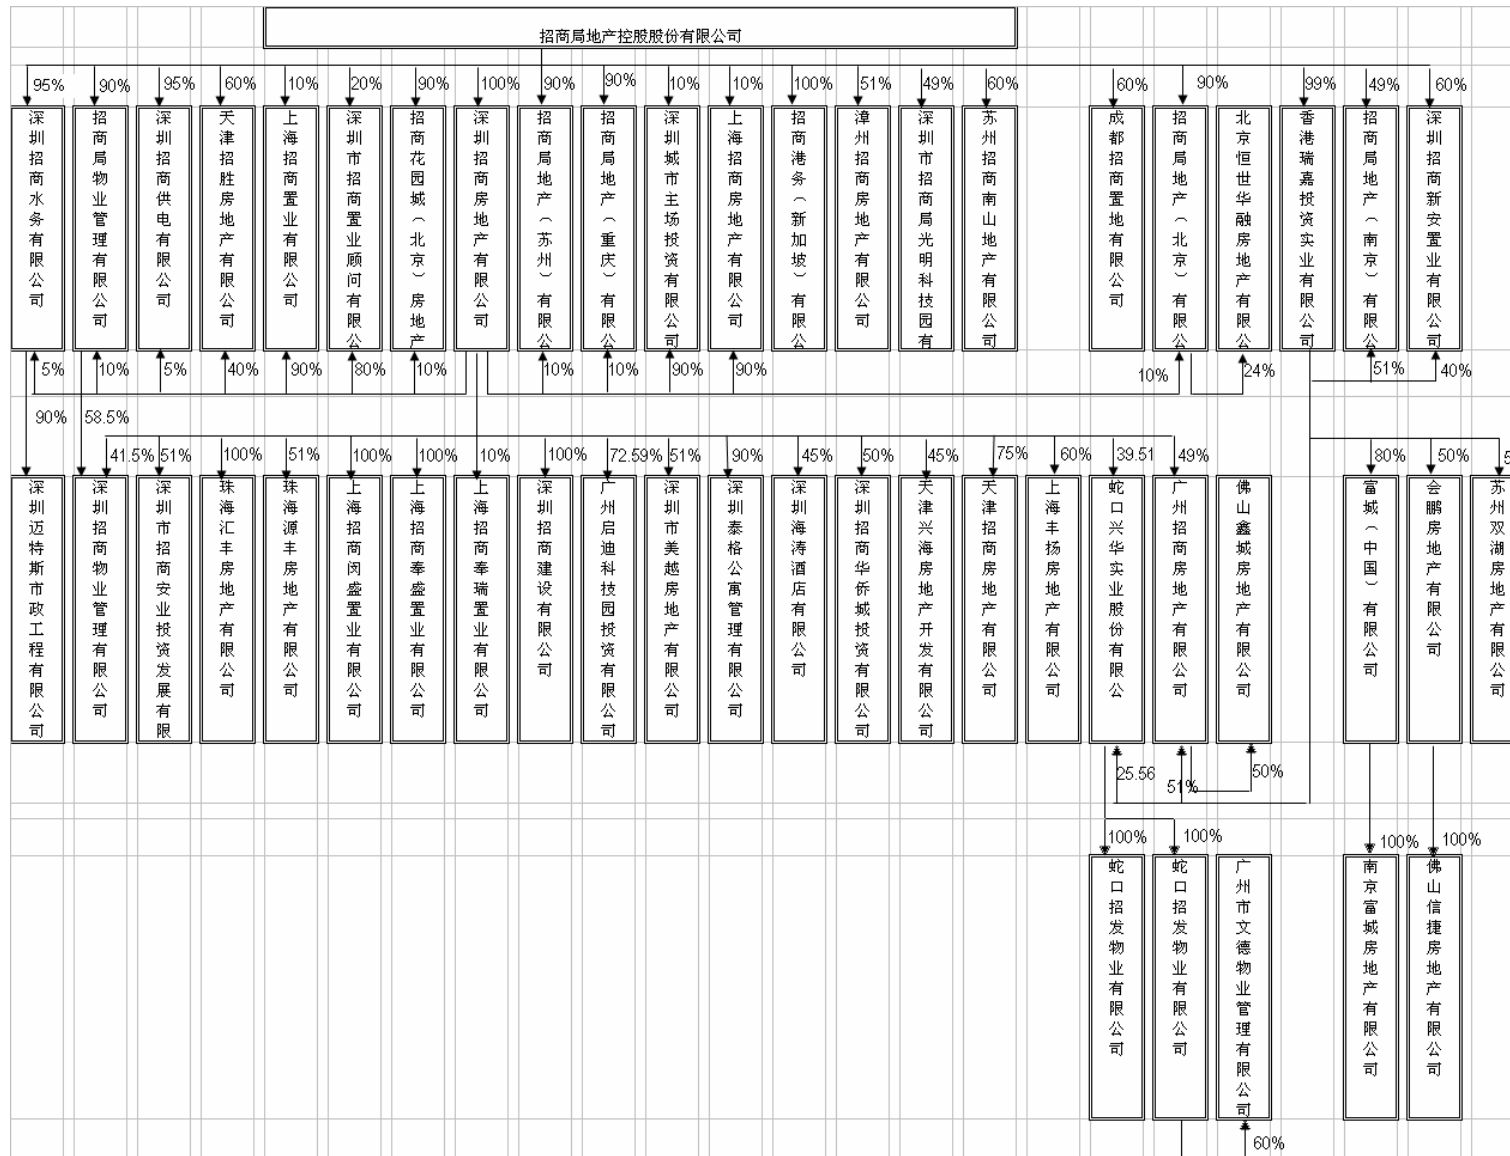 招商局地产控股股份有限公司
95% 90% 95% 60% 10% 20% 90% 100% 90% 90% 10% 10% 100% 51% 49% 60% 60% 90% 99% 49% 60%
深圳招商水务有限公司
招商局物业管理有限公司
深圳招商供电有限公司
天津招胜房地产有限公司
上海招商置业有限公司
深圳市招商置业顾问有限公
招商花园城（北京）房地产
深圳招商房地产有限公司
招商局地产（苏州）有限公
招商局地产（重庆）有限公
深圳城市主场投资有限公司
上海招商房地产有限公司
招商港务（新加坡）有限公
漳州招商房地产有限公司
深圳市招商局光明科技园有
苏州招商南山地产有限公司
成都招商置地有限公司
招商局地产（北京）有限公
北京恒世华融房地产有限公
香港瑞嘉投资实业有限公司
招商局地产（南京）有限公
深圳招商新安置业有限公司
5% 10% 5% 40% 90% 80% 10% 10% 10% 90% 90% 10% 24% 51% 40%
90% 58.5%
41.5% 51% 100% 51% 100% 100% 10% 100% 72.59% 51% 90% 45% 50% 45% 75% 60% 39.51 49% 80% 50% 5
深圳迈特斯市政工程有限公司
深圳招商物业管理有限公司
深圳市招商安业投资发展有限
珠海汇丰房地产有限公司
珠海源丰房地产有限公司
上海招商闵盛置业有限公司
上海招商奉盛置业有限公司
上海招商奉瑞置业有限公司
深圳招商建设有限公司
广州启迪科技园投资有限公司
深圳市美越房地产有限公司
深圳泰格公寓管理有限公司
深圳海涛酒店有限公司
深圳招商华侨城投资有限公司
天津兴海房地产开发有限公司
天津招商房地产有限公司
上海丰扬房地产有限公司
蛇口兴华实业股份有限公
广州招商房地产有限公司
佛山鑫城房地产有限公司
富城（中国）有限公司
会鹏房地产有限公司
苏州双湖房地产有限公司
25.56 51% 50%
100% 100% 100% 100%
蛇口招发物业有限公司
蛇口招发物业有限公司
广州市文德物业管理有限公司
南京富城房地产有限公司
佛山信捷房地产有限公司
60%